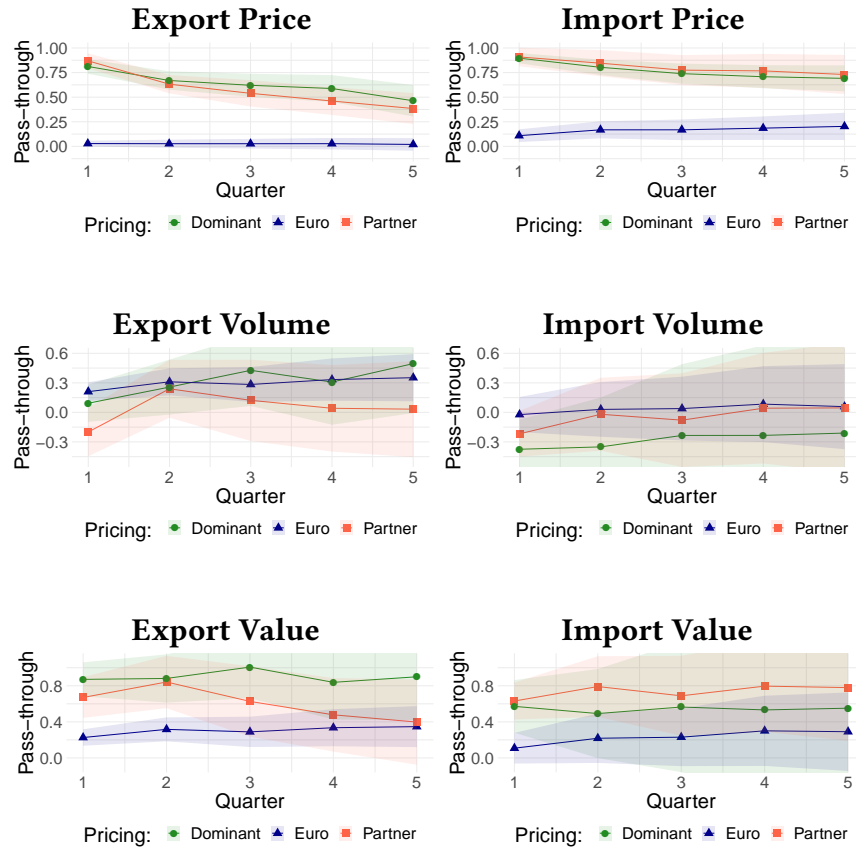 Export Price
Pass−through
1.00
0.75
0.50
0.25
0.00
1 2 3 4 5
Quarter
Pricing: Dominant Euro Partner
Import Price
Pass−through
1.00
0.75
0.50
0.25
0.00
1 2 3 4 5
Quarter
Pricing: Dominant Euro Partner
Export Volume
Pass−through
0.6
0.3
0.0
−0.3
1 2 3 4 5
Quarter
Pricing: Dominant Euro Partner
Import Volume
Pass−through
0.6
0.3
0.0
−0.3
1 2 3 4 5
Quarter
Pricing: Dominant Euro Partner
Export Value
Pass−through
0.8
0.4
0.0
1 2 3 4 5
Quarter
Pricing: Dominant Euro Partner
Import Value
Pass−through
0.8
0.4
0.0
1 2 3 4 5
Quarter
Pricing: Dominant Euro Partner